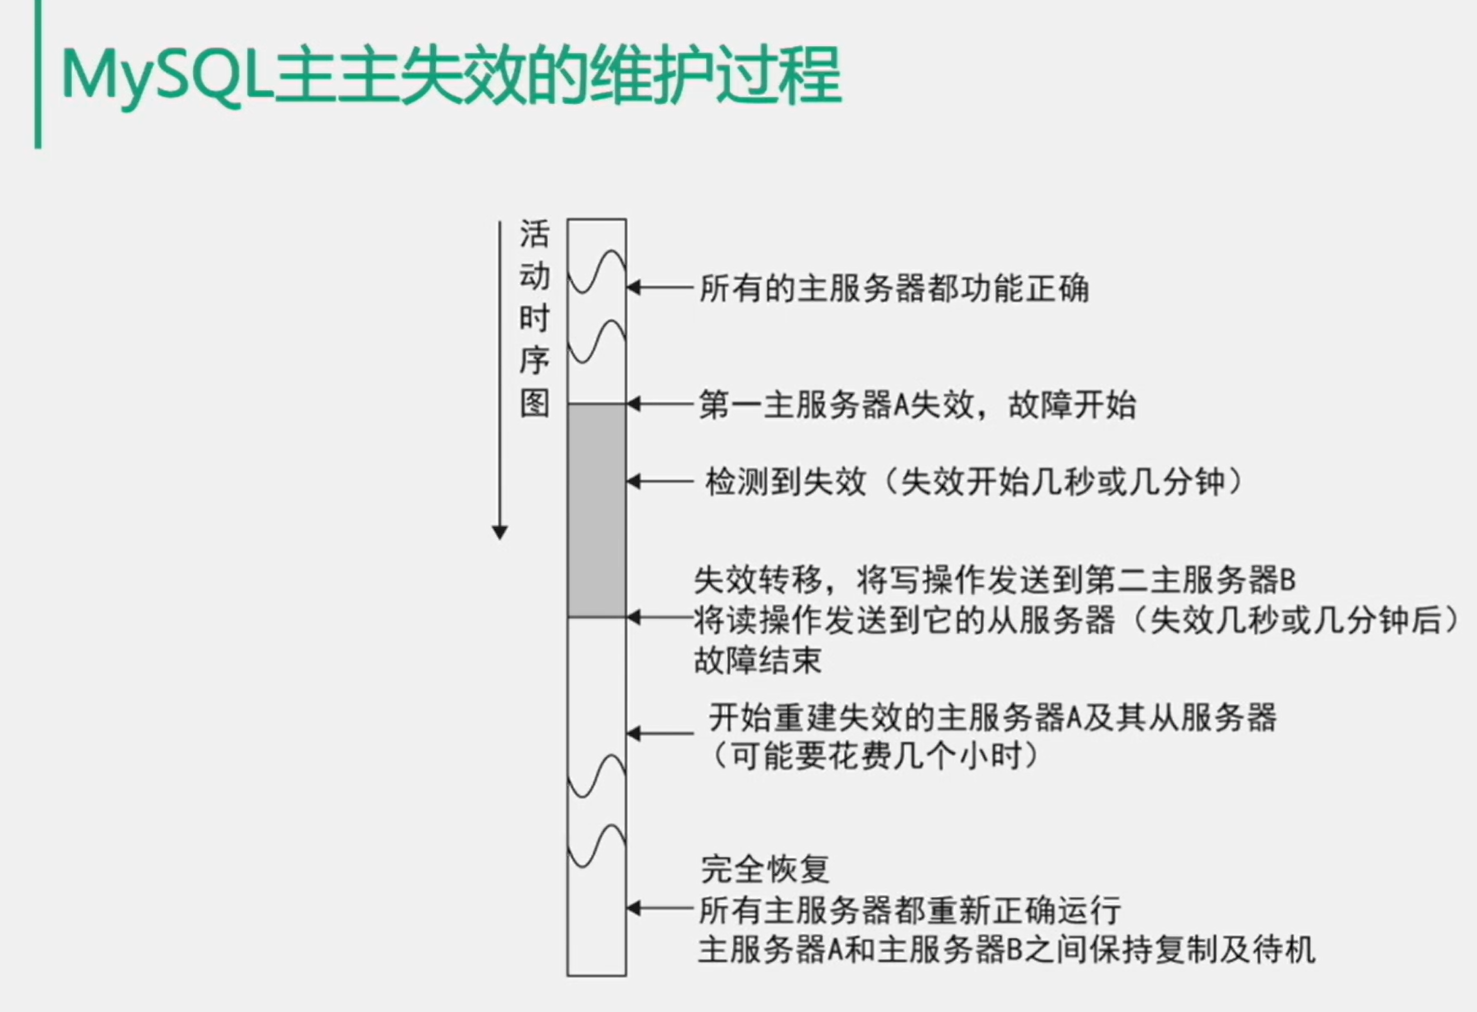 MySQL主主失效的维护过程
活动时序图
所有的主服务器都功能正确
第一主服务器A失效，故障开始
检测到失效（失效开始几秒或几分钟）
失效转移，将写操作发送到第二主服务器B
将读操作发送到它的从服务器（失效几秒或几分钟后）
故障结束
开始重建失效的主服务器A及其从服务器
（可能要花费几个小时）
完全恢复
所有主服务器都重新正确运行
主服务器A和主服务器B之间保持复制及待机